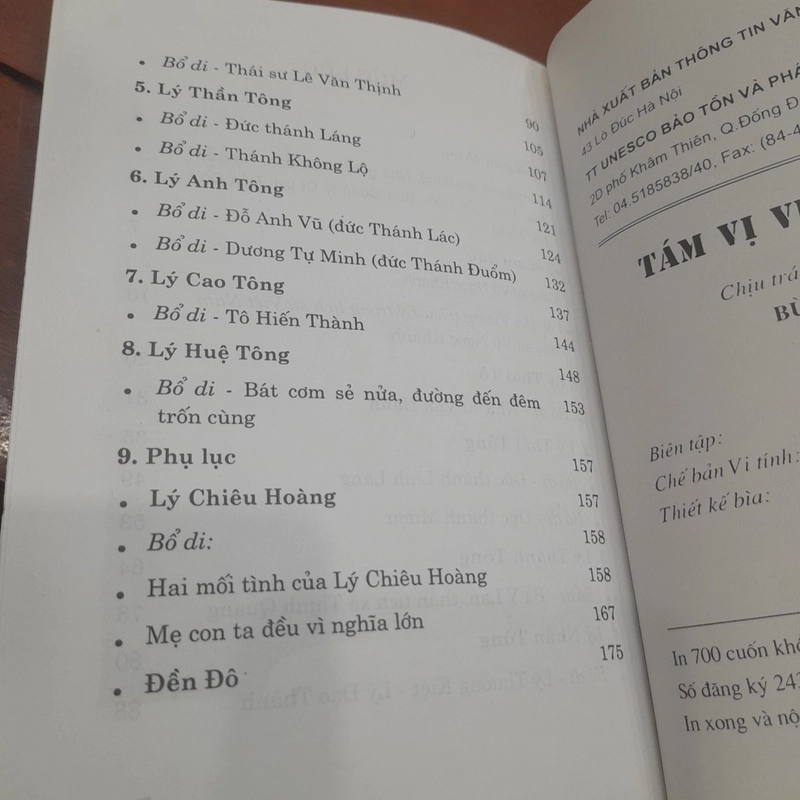 • Bổ di - Thái sư Lê Văn Thịnh 90
5. Lý Thần Tông 105
• Bổ di - Đức thánh Láng 107
• Bổ di - Thánh Không Lộ 114
6. Lý Anh Tông 121
• Bổ di - Đỗ Anh Vũ (đức Thánh Lác) 124
• Bổ di - Dương Tự Minh (đức Thánh Đuổm) 132
7. Lý Cao Tông 137
• Bổ di - Tô Hiến Thành 144
8. Lý Huệ Tông 148
• Bổ di - Bát cơm sẻ nửa, đường đến đêm 153
trốn cùng
9. Phụ lục 157
• Lý Chiêu Hoàng 157
• Bổ di: 158
• Hai mối tình của Lý Chiêu Hoàng 158
• Mẹ con ta đều vì nghĩa lớn 167
• Đền Đô 175
NHÀ XUẤT BẢN THÔNG TIN VĂN
43 Lò Đúc Hà Nội
TT UNESCO BẢO TỒN VÀ PHÁ
2D phố Khâm Thiên, Q.Đống Đ
Tel: 04.5185838/40, Fax: (84-4
TÁM VỊ V
Chịu trá
BÙ
Biên tập:
Chế bản Vi tính:
Thiết kế bìa:
In 700 cuốn khổ
Số đăng ký 242
In xong và nộ